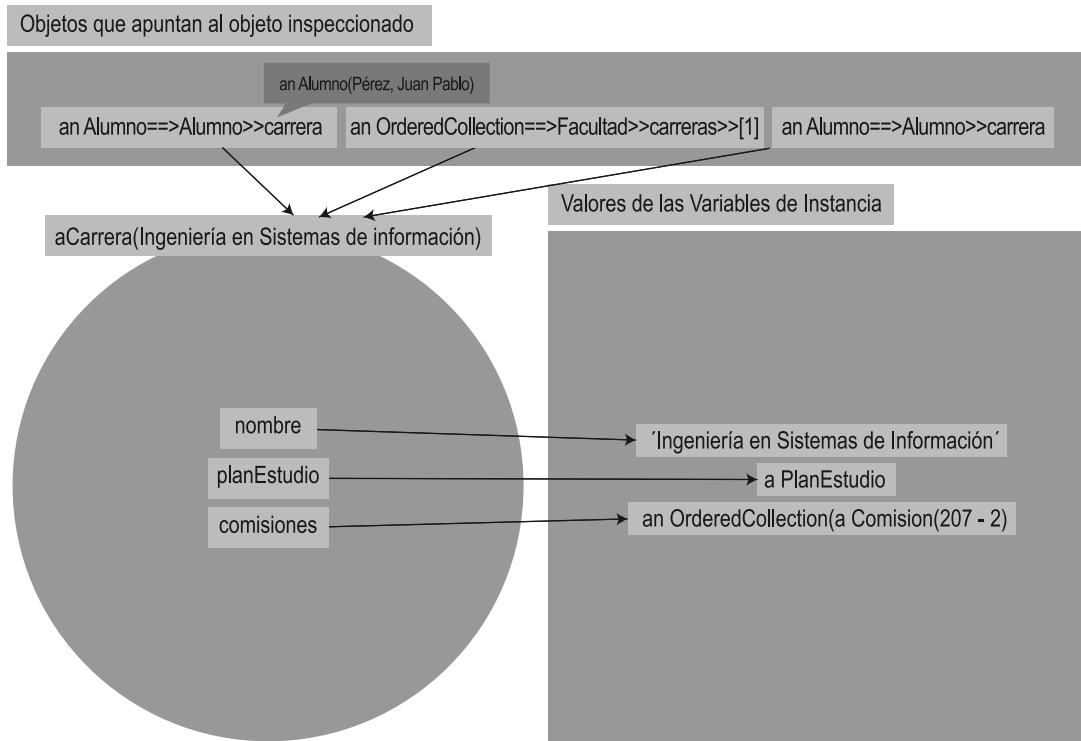 Objetos que apuntan al objeto inspeccionado
an Alumno(Pérez, Juan Pablo)
an Alumno==>Alumno>>carrera
an OrderedCollection==>Facultad>>carreras>>[1]
an Alumno==>Alumno>>carrera
Valores de las Variables de Instancia
aCarrera(Ingeniería en Sistemas de información)
nombre
´Ingeniería en Sistemas de Información´
planEstudio
a PlanEstudio
comisiones
an OrderedCollection(a Comision(207 - 2)